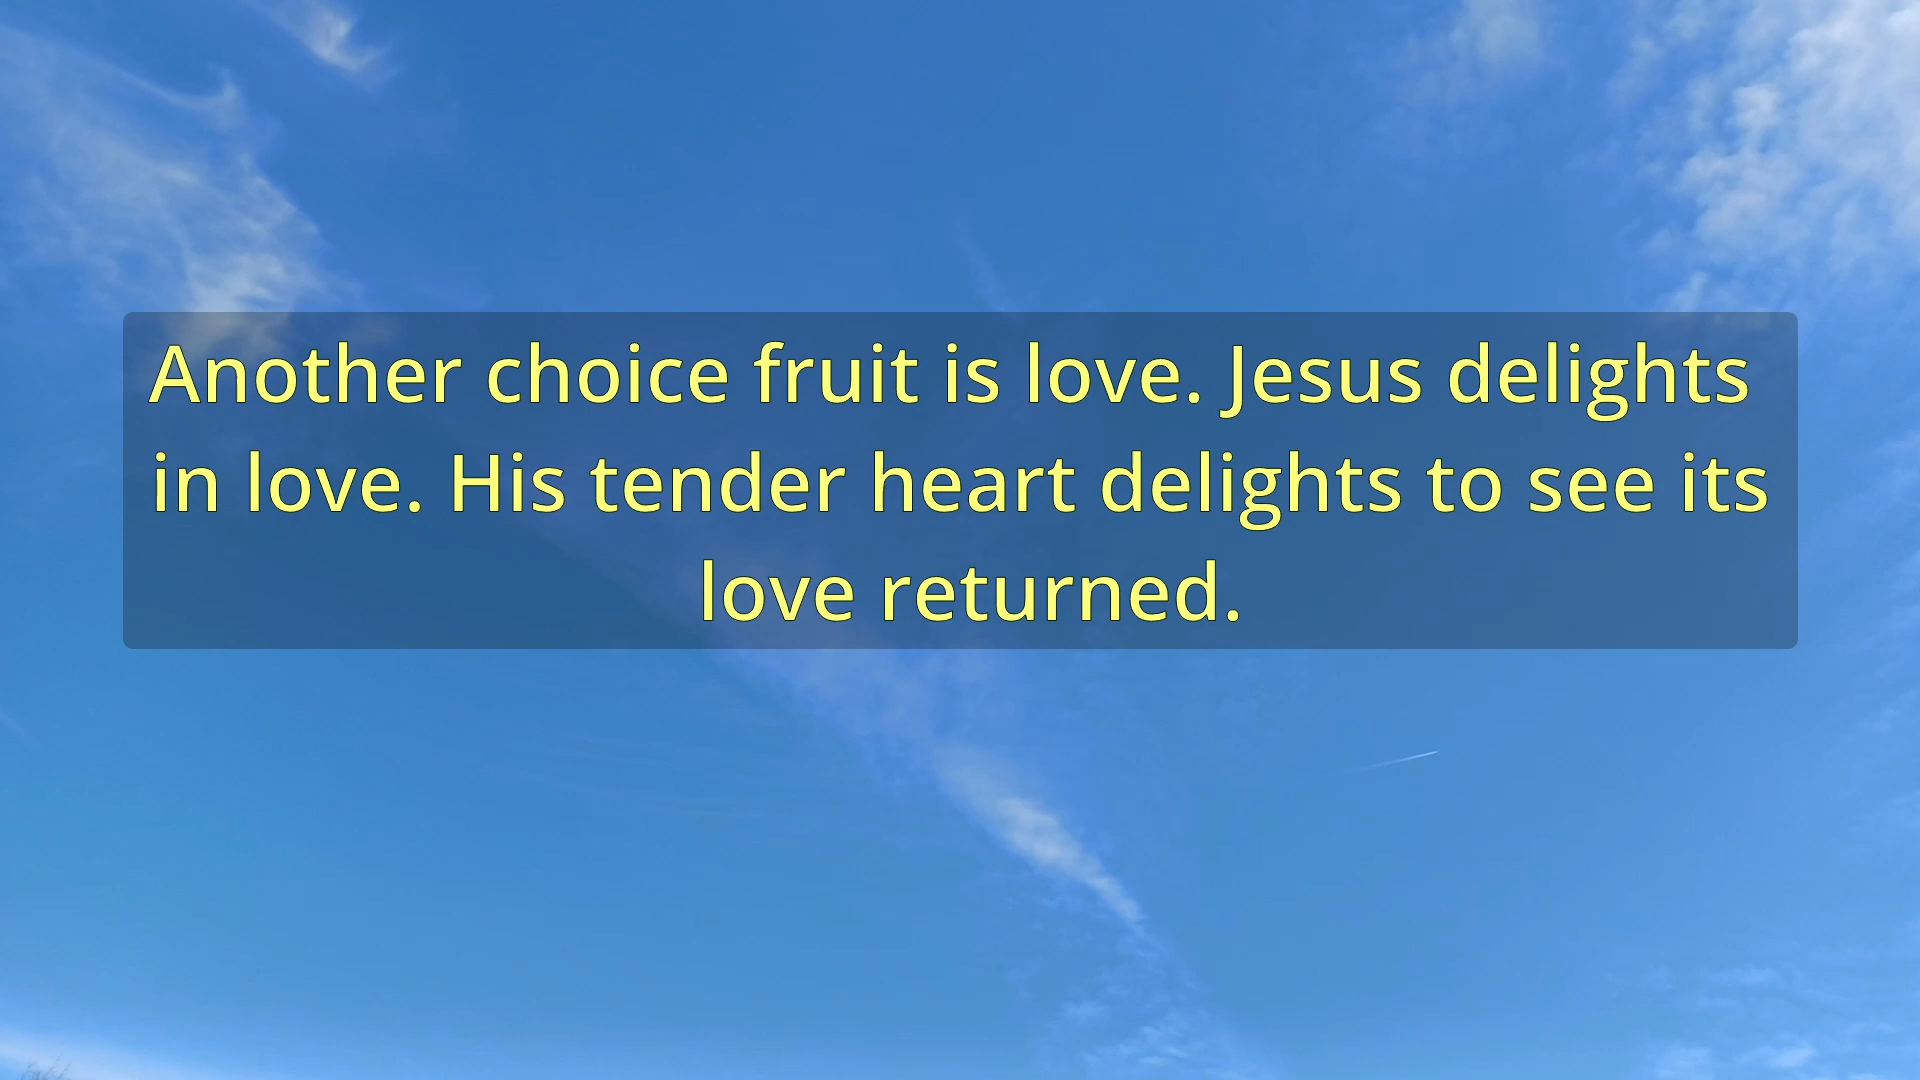 Another choice fruit is love. Jesus delights
in love. His tender heart delights to see its
love returned.